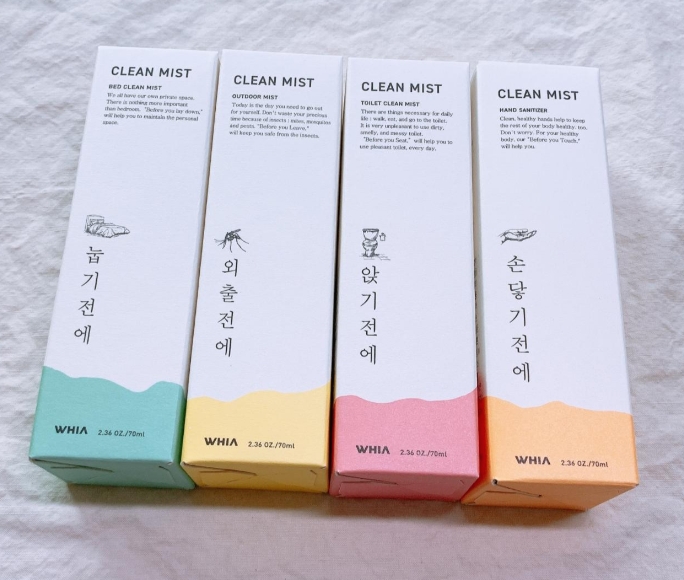 CLEAN MIST
BED CLEAN MIST
We all have our own private space.
There is nothing more important
than bedroom. "Before you lay down,"
will help you to maintain the personal
space.
눕기전에
WHIA 2.36 OZ./70ml
CLEAN MIST
OUTDOOR MIST
Today is the day you need to go out
for yourself. Don't waste your precious
time because of insects : mites, mosquitos
and pests. "Before you Leave,"
will keep you safe from the insects.
외출전에
WHIA 2.36 OZ./70ml
CLEAN MIST
TOILET CLEAN MIST
There are things necessary for daily
life : walk, eat, and go to the toilet.
It is very unpleasant to use dirty,
smelly, and messy toilet.
"Before you Seat," will help you to
use pleasant toilet, every day.
앉기전에
WHIA 2.36 OZ./70ml
CLEAN MIST
HAND SANITIZER
Clean, healthy hands help to keep
the rest of your body healthy, too.
Don't worry. For your healthy
body, our "Before you Touch,"
will help you.
손닿기전에
WHIA 2.36 OZ./70ml